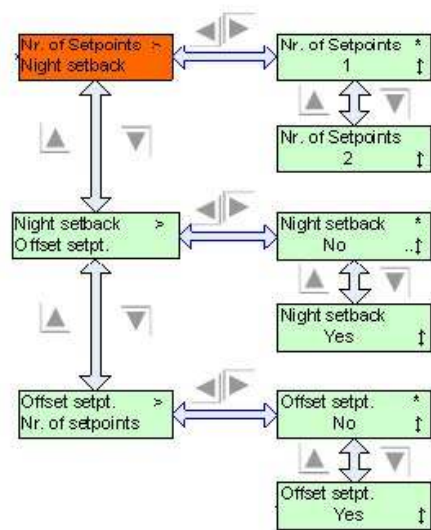 Nr. of Setpoints >
Night setback
Nr. of Setpoints *
1 ↕
Nr. of Setpoints
2 ↕
Night setback >
Offset setpt.
Night setback *
No ..↕
Night setback
Yes ↕
Offset setpt. >
Nr. of setpoints
Offset setpt. *
No ↕
Offset setpt.
Yes ↕